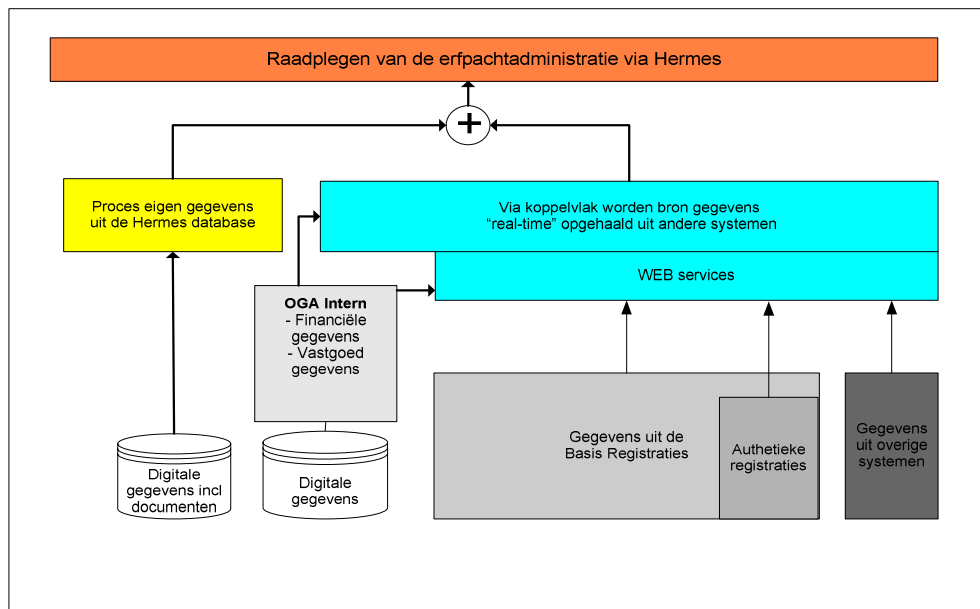 Raadplegen van de erfpachtadministratie via Hermes
+
Proces eigen gegevens
uit de Hermes database
Via koppelvlak worden bron gegevens
“real-time” opgehaald uit andere systemen
WEB services
OGA Intern
- Financiële
gegevens
- Vastgoed
gegevens
Gegevens uit de
Basis Registraties
Authetieke
registraties
Gegevens
uit overige
systemen
Digitale
gegevens incl
documenten
Digitale
gegevens